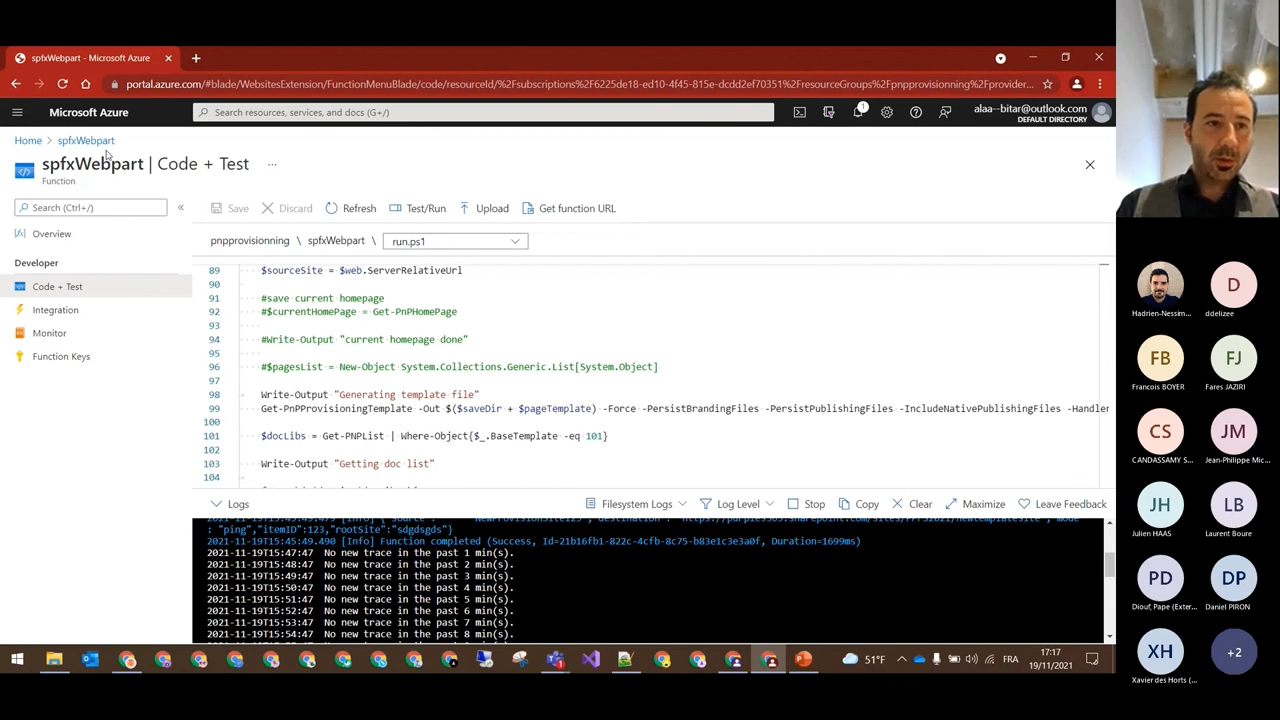 spfxWebpart - Microsoft Azure
portal.azure.com/#blade/WebsitesExtension/FunctionMenuBlade/code/resourceId/%2Fsubscriptions%2F6225de18-ed10-4f45-815e-dcdd2ef70351%2FresourceGroups%2Fpnpprovisionning%2Fprovider...
Microsoft Azure
Search resources, services, and docs (G+/)
1
alaa--bitar@outlook.com
DEFAULT DIRECTORY
Home > spfxWebpart
spfxWebpart | Code + Test
Function
Search (Ctrl+/)
Save
Discard
Refresh
Test/Run
Upload
Get function URL
Overview
Developer
Code + Test
Integration
Monitor
Function Keys
pnpprovisionning \ spfxWebpart \ run.ps1
89 $sourceSite = $web.ServerRelativeUrl
90
91 #save current homepage
92 #$currentHomePage = Get-PnPHomePage
93
94 #Write-Output "current homepage done"
95
96 #$pagesList = New-Object System.Collections.Generic.List[System.Object]
98 Write-Output "Generating template file"
99 Get-PnPProvisioningTemplate -Out $($saveDir + $pageTemplate) -Force -PersistBrandingFiles -PersistPublishingFiles -IncludeNativePublishingFiles -Handler
100
101 $docLibs = Get-PNPList | Where-Object{$_.BaseTemplate -eq 101}
102
103 Write-Output "Getting doc list"
104
Logs
Filesystem Logs
Log Level
Stop
Copy
Clear
Maximize
Leave Feedback
": "ping","itemID":123,"rootSite":"sgdgsgds"}
2021-11-19T15:45:49.490 [Info] Function completed (Success, Id=21b16fb1-822c-4cfb-8c75-b83e1c3e3a0f, Duration=1699ms)
2021-11-19T15:47:47 No new trace in the past 1 min(s).
2021-11-19T15:48:47 No new trace in the past 2 min(s).
2021-11-19T15:49:47 No new trace in the past 3 min(s).
2021-11-19T15:50:47 No new trace in the past 4 min(s).
2021-11-19T15:51:47 No new trace in the past 5 min(s).
2021-11-19T15:52:47 No new trace in the past 6 min(s).
2021-11-19T15:53:47 No new trace in the past 7 min(s).
2021-11-19T15:54:47 No new trace in the past 8 min(s).
51°F
FRA
17:17
19/11/2021
Hadrien-Nessim...
D
ddelizee
FB
Francois BOYER
FJ
Fares JAZIRI
CS
CANDASSAMY S...
JM
Jean-Philippe Mic...
JH
Julien HAAS
LB
Laurent Boure
PD
Diouf, Pape (Exter...
DP
Daniel PIRON
XH
Xavier des Horts (...
+2